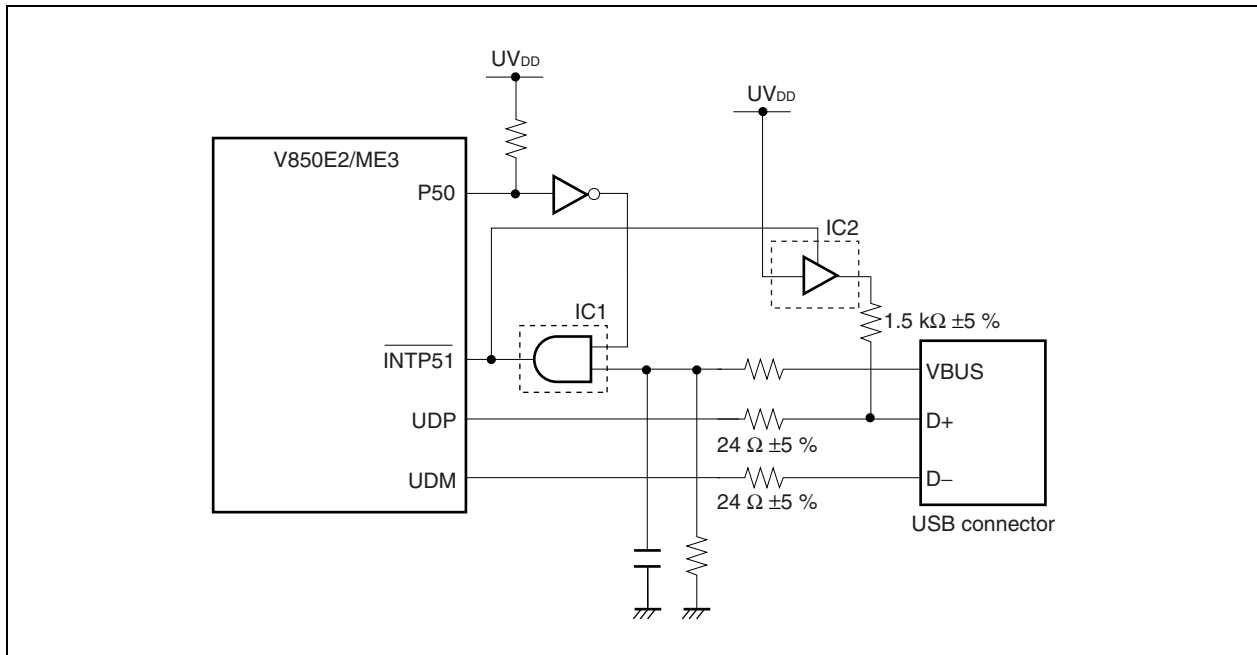 UVDD
UVDD
V850E2/ME3
P50
IC2
IC1
1.5 kΩ ±5 %
INTP51
VBUS
UDP
D+
24 Ω ±5 %
UDM
D−
24 Ω ±5 %
USB connector